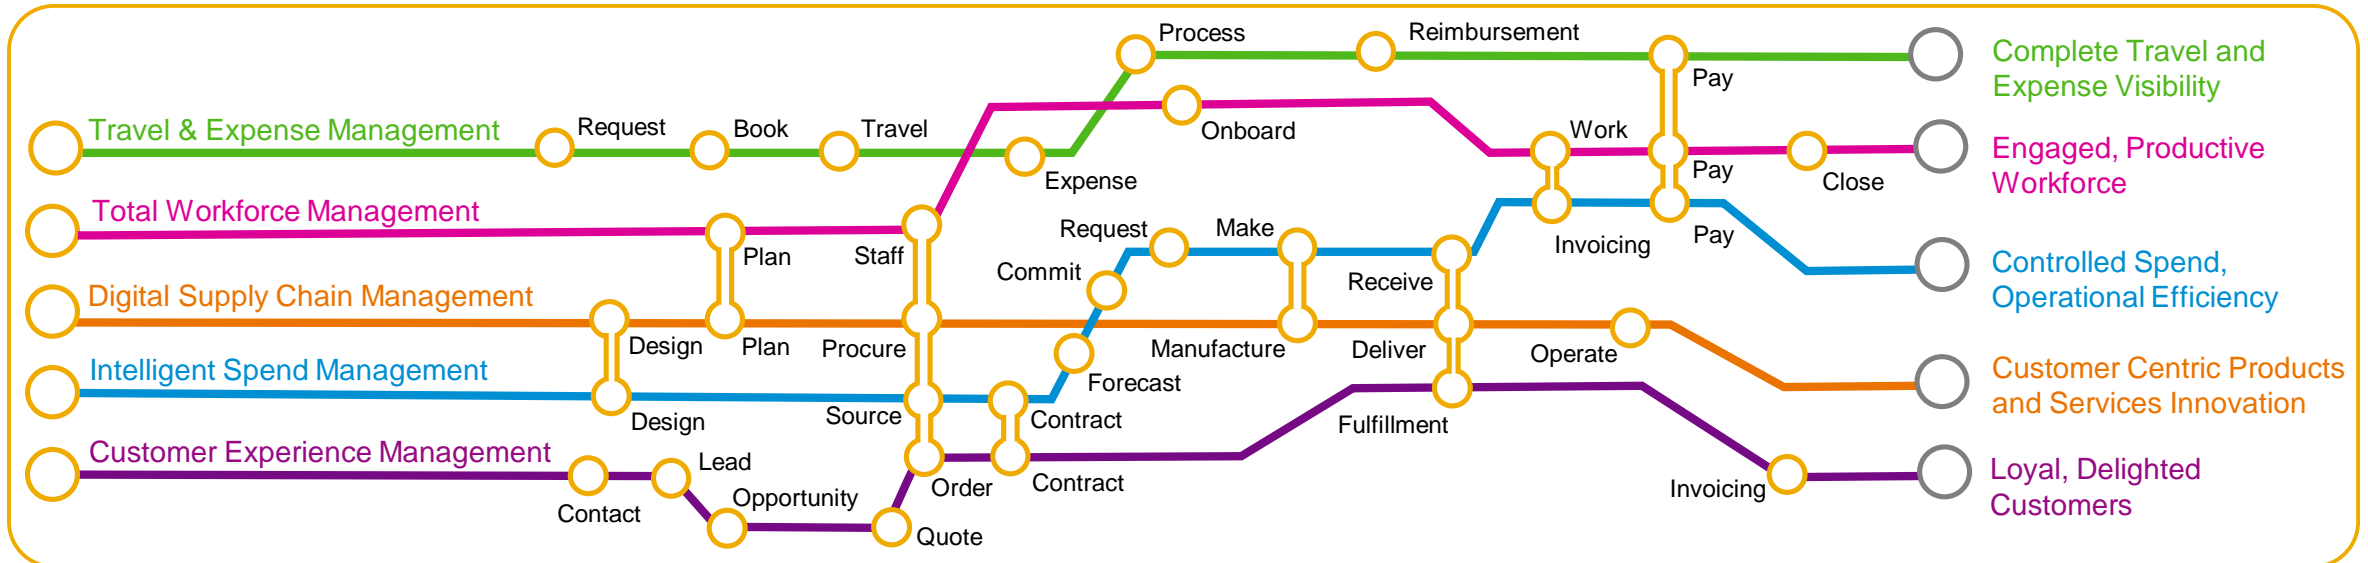 Process
Reimbursement
Pay
Complete Travel and
Expense Visibility
Travel & Expense Management
Request
Book
Travel
Expense
Onboard
Work
Pay
Close
Engaged, Productive
Workforce
Total Workforce Management
Plan
Staff
Request
Make
Commit
Receive
Invoicing
Pay
Controlled Spend,
Operational Efficiency
Digital Supply Chain Management
Design
Plan
Procure
Forecast
Manufacture
Deliver
Operate
Customer Centric Products
and Services Innovation
Intelligent Spend Management
Design
Source
Contract
Fulfillment
Customer Experience Management
Contact
Lead
Opportunity
Quote
Order
Contract
Invoicing
Loyal, Delighted
Customers